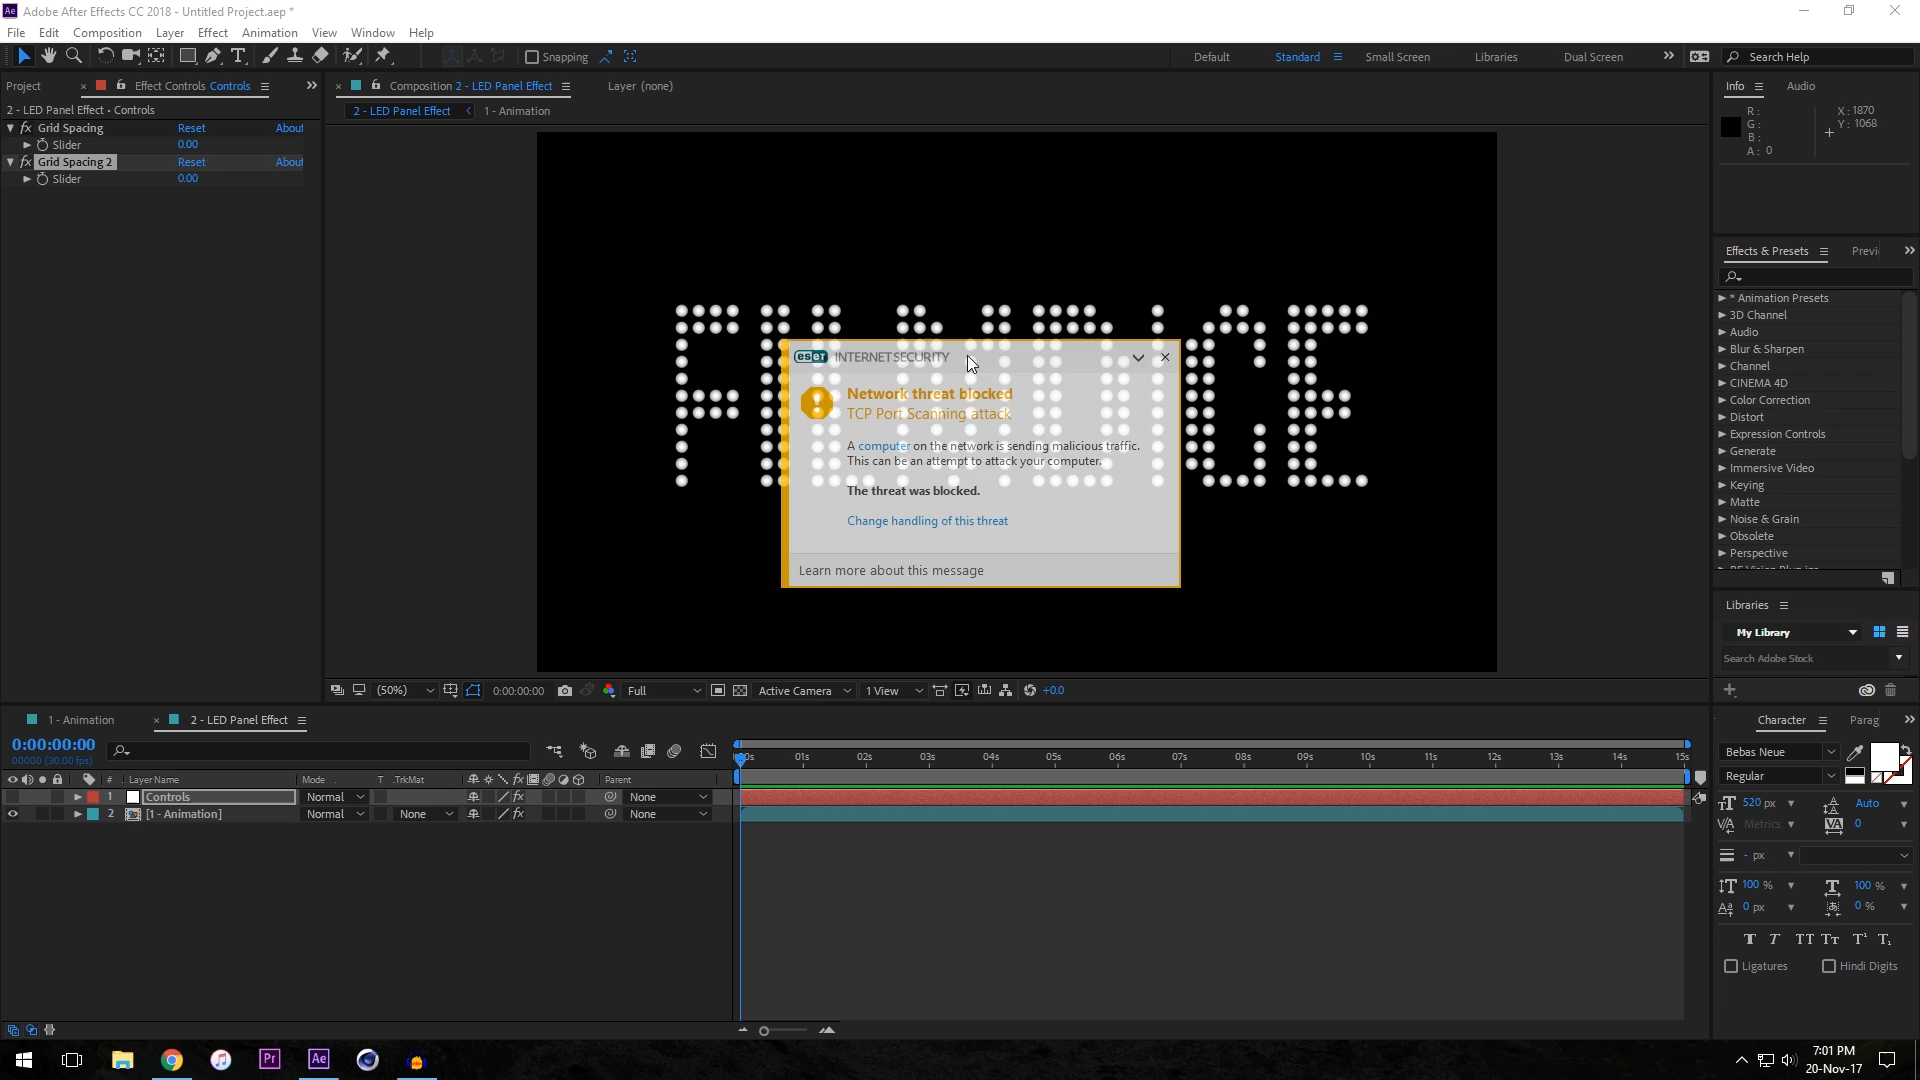 Adobe After Effects CC 2018 - Untitled Project.aep *
File Edit Composition Layer Effect Animation View Window Help
Snapping
Default Standard Small Screen Libraries Dual Screen
Search Help
Project
Effect Controls Controls
2 - LED Panel Effect • Controls
fx Grid Spacing Reset About
Slider 0.00
fx Grid Spacing 2 Reset About
Slider 0.00
Composition 2 - LED Panel Effect
Layer (none)
2 - LED Panel Effect
1 - Animation
eseT INTERNET SECURITY
Network threat blocked
TCP Port Scanning attack
A computer on the network is sending malicious traffic.
This can be an attempt to attack your computer.
The threat was blocked.
Change handling of this threat
Learn more about this message
(50%) 0:00:00:00 Full Active Camera 1 View +0.0
Info Audio
R:
G:
B:
A: 0
X: 1870
Y: 1068
Effects & Presets
* Animation Presets
3D Channel
Audio
Blur & Sharpen
Channel
CINEMA 4D
Color Correction
Distort
Expression Controls
Generate
Immersive Video
Keying
Matte
Noise & Grain
Obsolete
Perspective
Libraries
My Library
Search Adobe Stock
1 - Animation
2 - LED Panel Effect
0:00:00:00
00000 (30.00 fps)
# Layer Name Mode T .TrkMat fx Parent
1 Controls Normal fx None
2 [1 - Animation] Normal None fx None
01s 02s 03s 04s 05s 06s 07s 08s 09s 10s 11s 12s 13s 14s 15s
Character
Bebas Neue
Regular
520 px Auto
Metrics 0
- px
100 % 100 %
0 px 0 %
Ligatures Hindi Digits
Pr Ae
7:01 PM
20-Nov-17